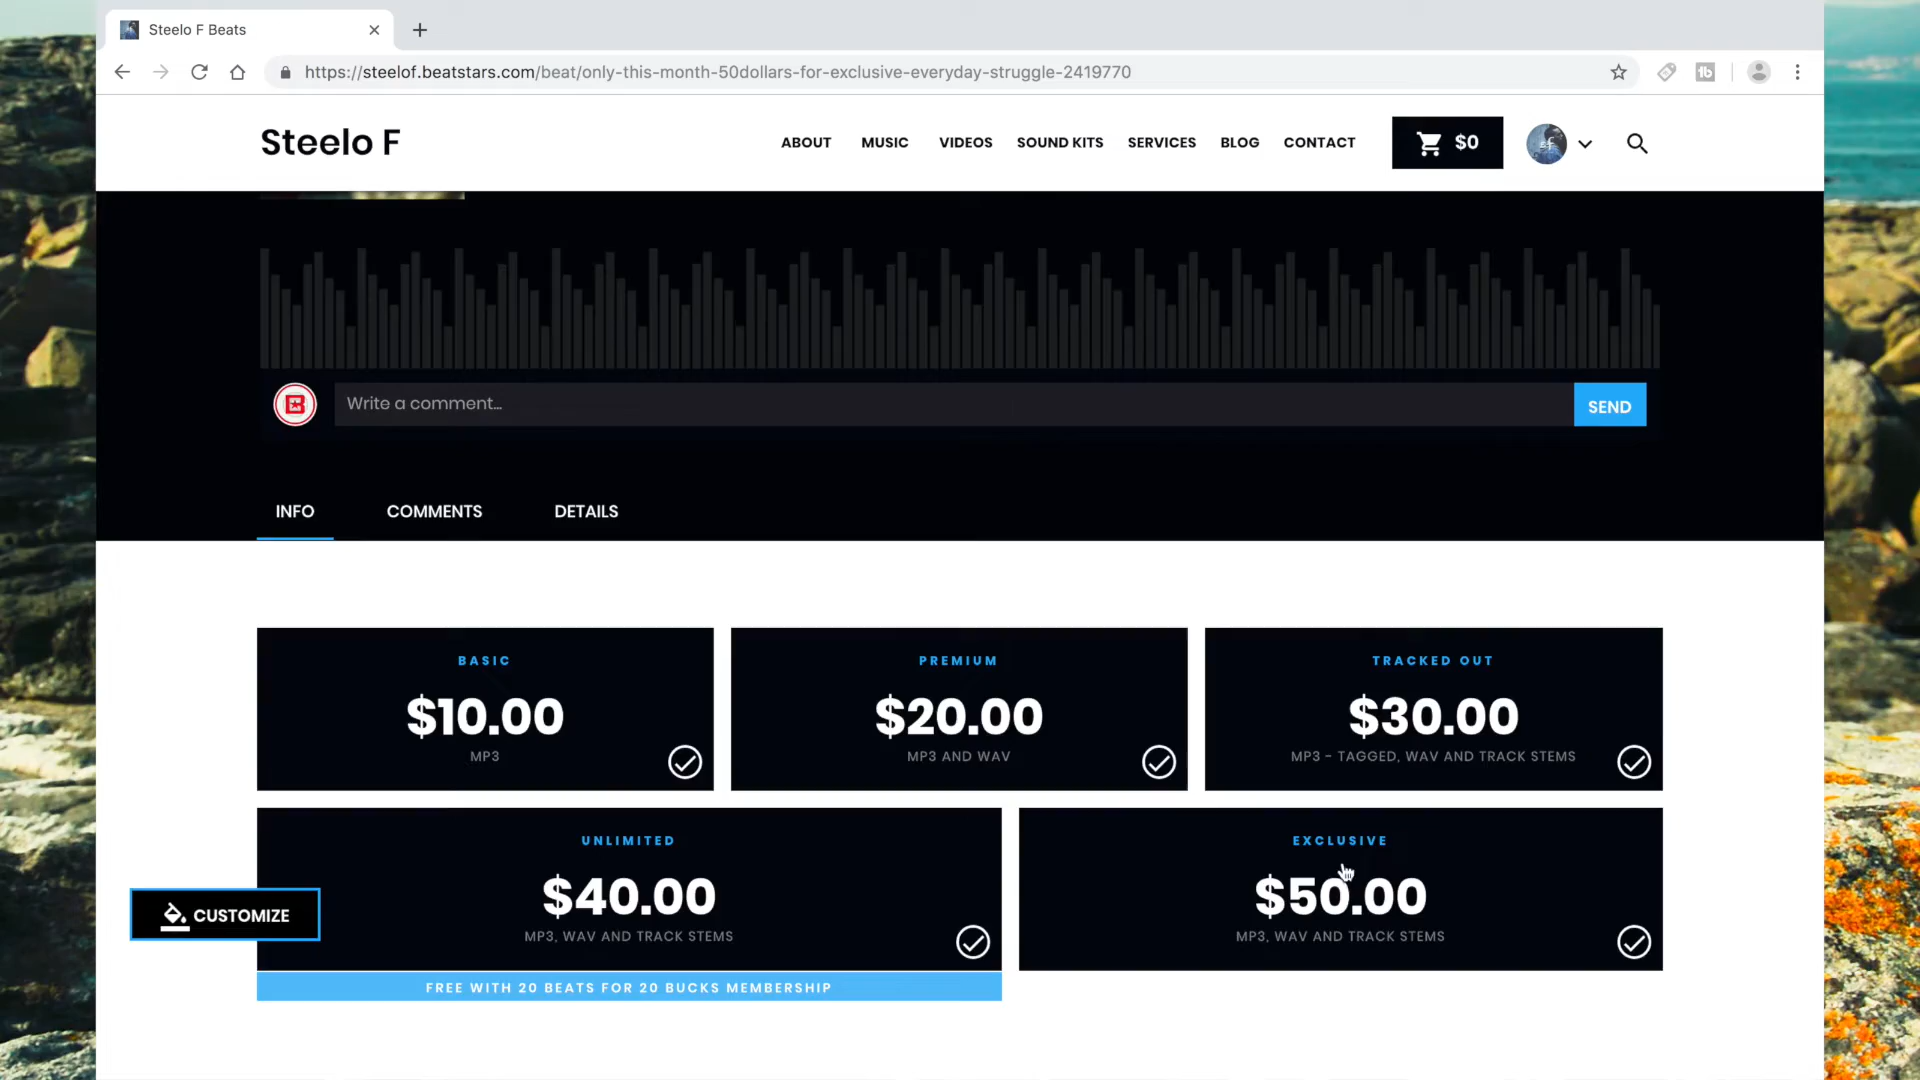 Steelo F Beats
https://steelof.beatstars.com/beat/only-this-month-50dollars-for-exclusive-everyday-struggle-2419770
Steelo F
ABOUT MUSIC VIDEOS SOUND KITS SERVICES BLOG CONTACT $0
Write a comment...
SEND
INFO COMMENTS DETAILS
BASIC
$10.00
MP3
PREMIUM
$20.00
MP3 AND WAV
TRACKED OUT
$30.00
MP3 - TAGGED, WAV AND TRACK STEMS
UNLIMITED
$40.00
MP3, WAV AND TRACK STEMS
FREE WITH 20 BEATS FOR 20 BUCKS MEMBERSHIP
EXCLUSIVE
$50.00
MP3, WAV AND TRACK STEMS
CUSTOMIZE